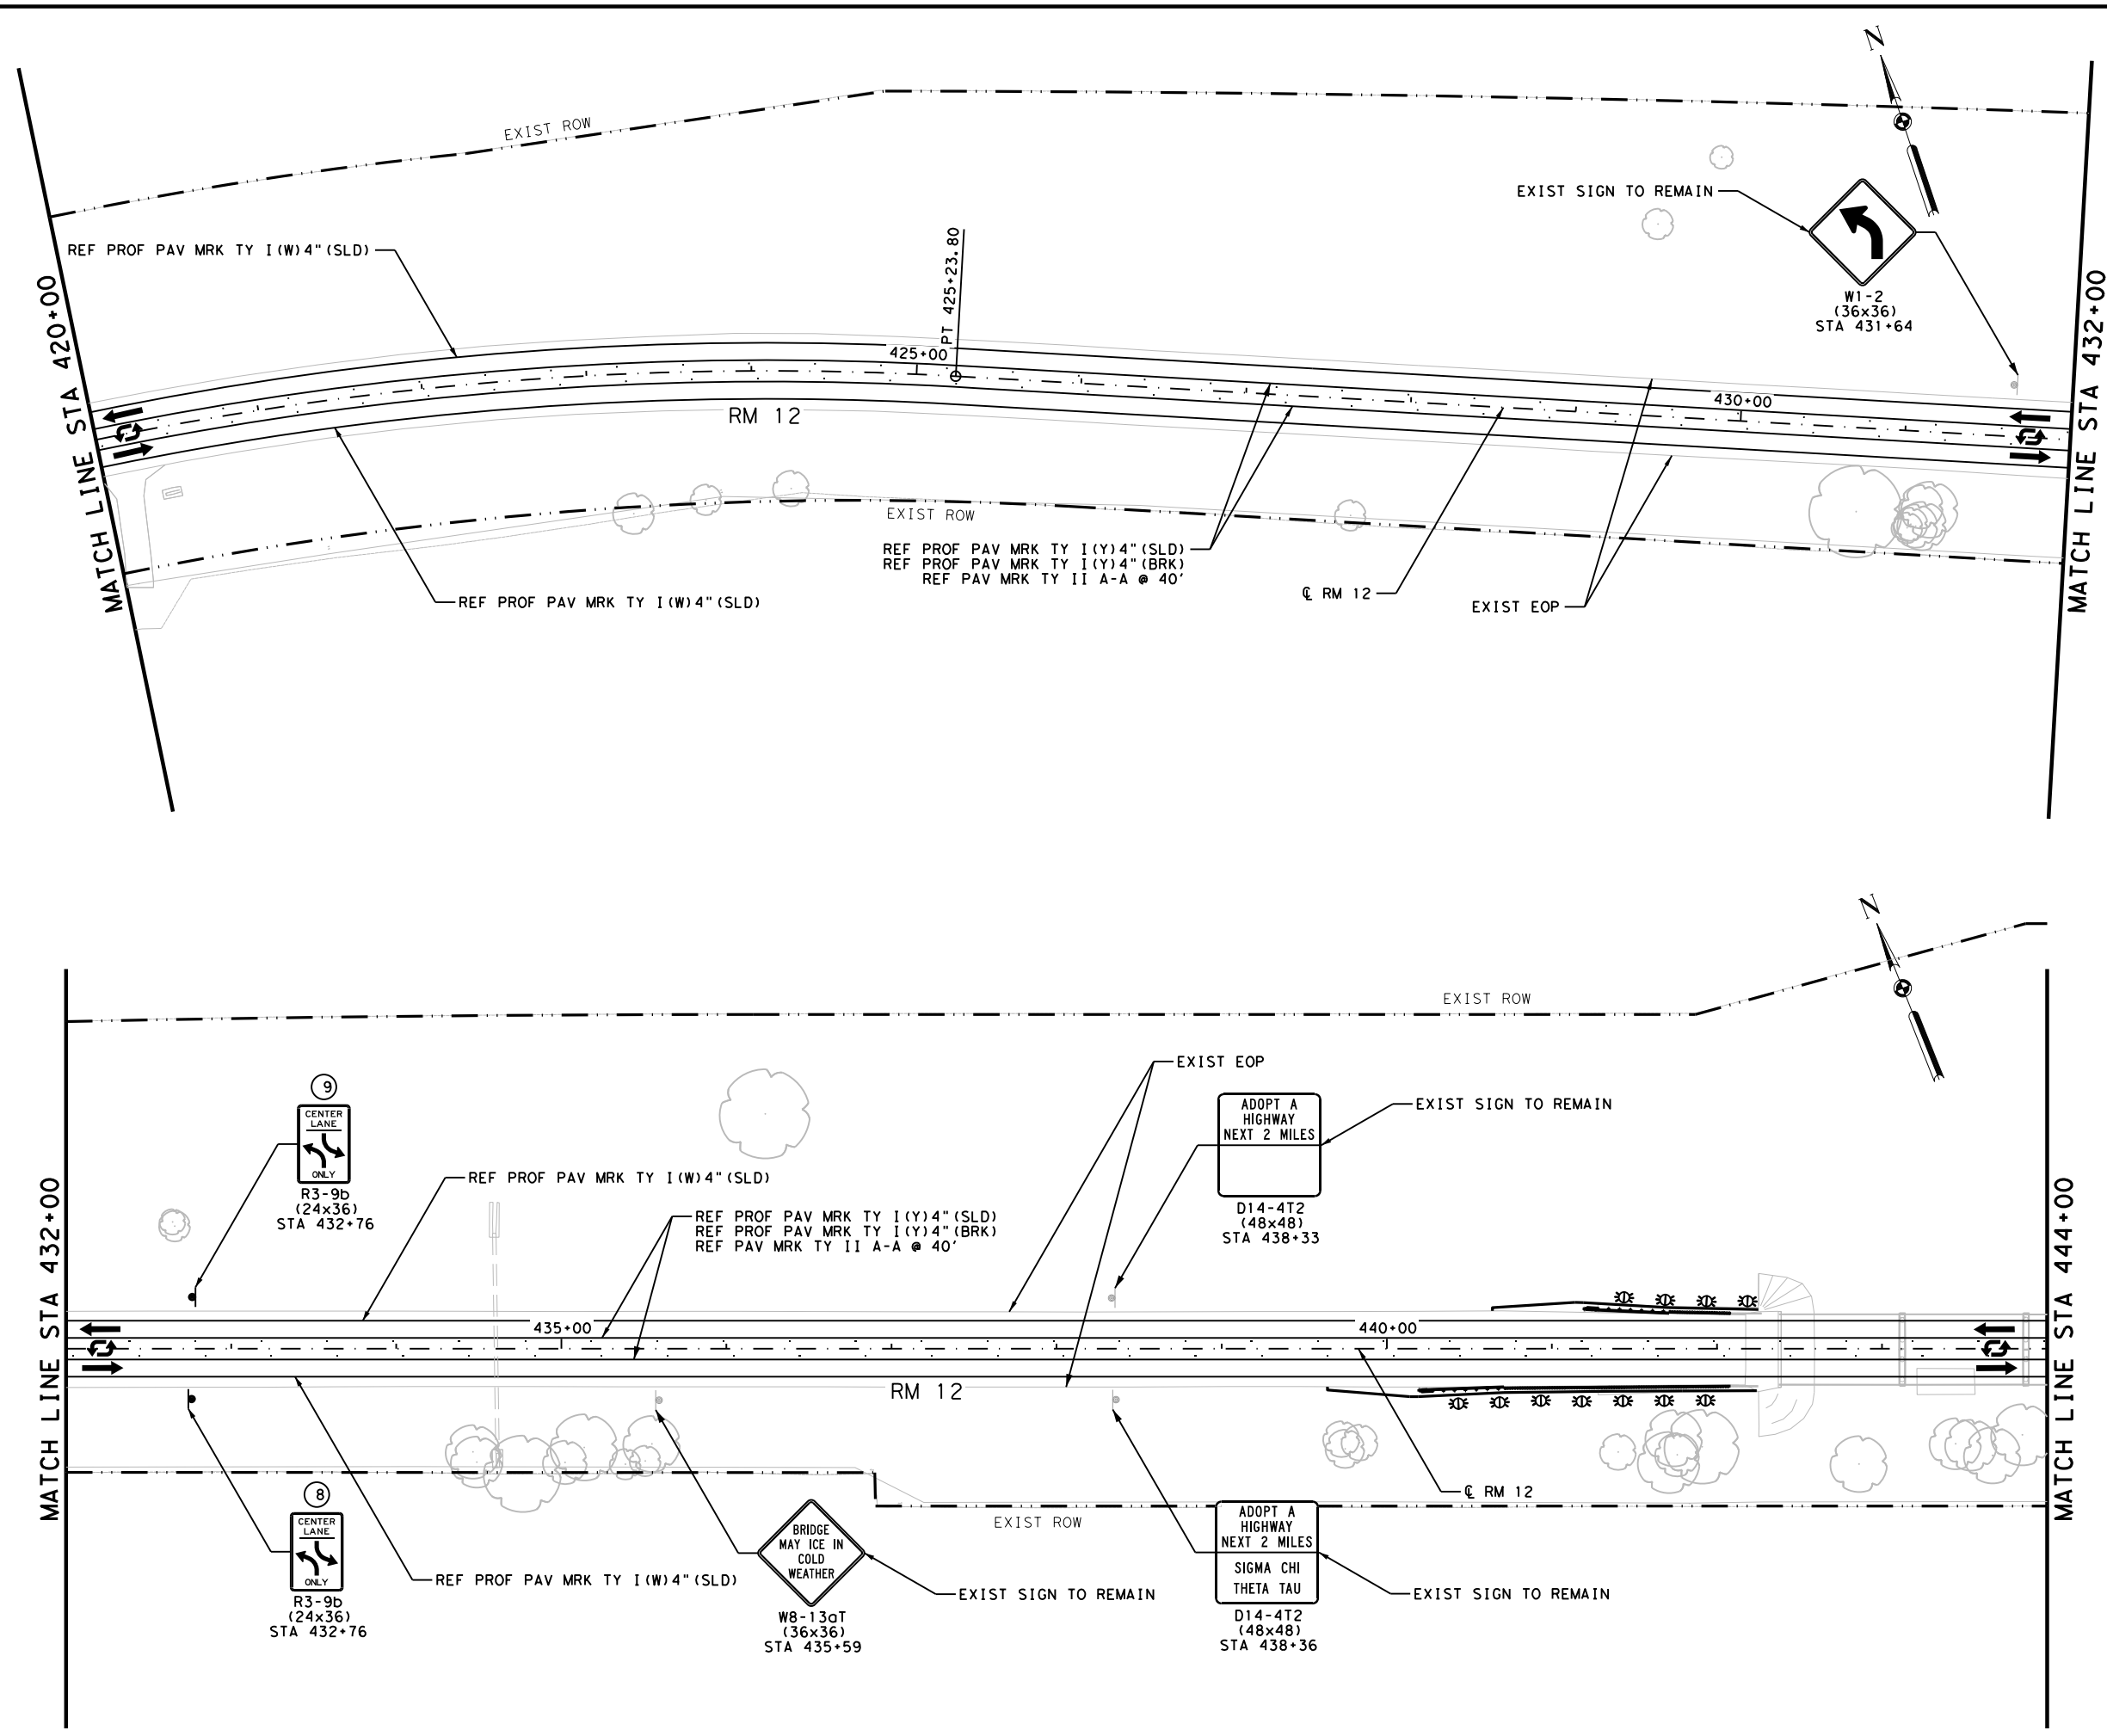 N
EXIST ROW
EXIST SIGN TO REMAIN
REF PROF PAV MRK TY I(W)4"(SLD)
PT 425+23.80
W1-2
(36x36)
STA 431+64
MATCH LINE STA 420+00
MATCH LINE STA 432+00
425+00
430+00
RM 12
EXIST ROW
REF PROF PAV MRK TY I(Y)4"(SLD)
REF PROF PAV MRK TY I(Y)4"(BRK)
REF PAV MRK TY II A-A @ 40'
℄ RM 12
EXIST EOP
REF PROF PAV MRK TY I(W)4"(SLD)
N
EXIST ROW
EXIST EOP
9
CENTER
LANE
ONLY
R3-9b
(24x36)
STA 432+76
ADOPT A
HIGHWAY
NEXT 2 MILES
D14-4T2
(48x48)
STA 438+33
EXIST SIGN TO REMAIN
REF PROF PAV MRK TY I(W)4"(SLD)
REF PROF PAV MRK TY I(Y)4"(SLD)
REF PROF PAV MRK TY I(Y)4"(BRK)
REF PAV MRK TY II A-A @ 40'
MATCH LINE STA 432+00
MATCH LINE STA 444+00
435+00
440+00
RM 12
℄ RM 12
EXIST ROW
8
CENTER
LANE
ONLY
R3-9b
(24x36)
STA 432+76
REF PROF PAV MRK TY I(W)4"(SLD)
BRIDGE
MAY ICE IN
COLD
WEATHER
W8-13aT
(36x36)
STA 435+59
EXIST SIGN TO REMAIN
ADOPT A
HIGHWAY
NEXT 2 MILES
SIGMA CHI
THETA TAU
D14-4T2
(48x48)
STA 438+36
EXIST SIGN TO REMAIN